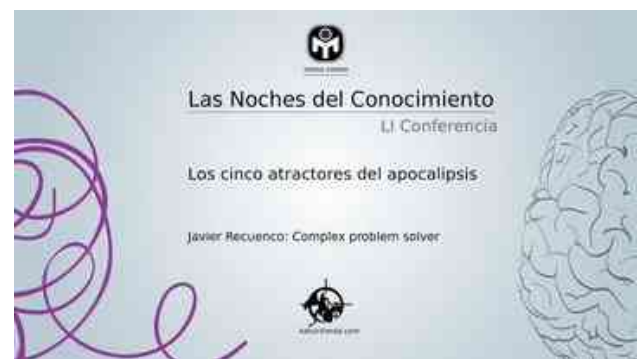 Las Noches del Conocimiento
LI Conferencia
Los cinco atractores del apocalipsis
Javier Recuenco: Complex problem solver